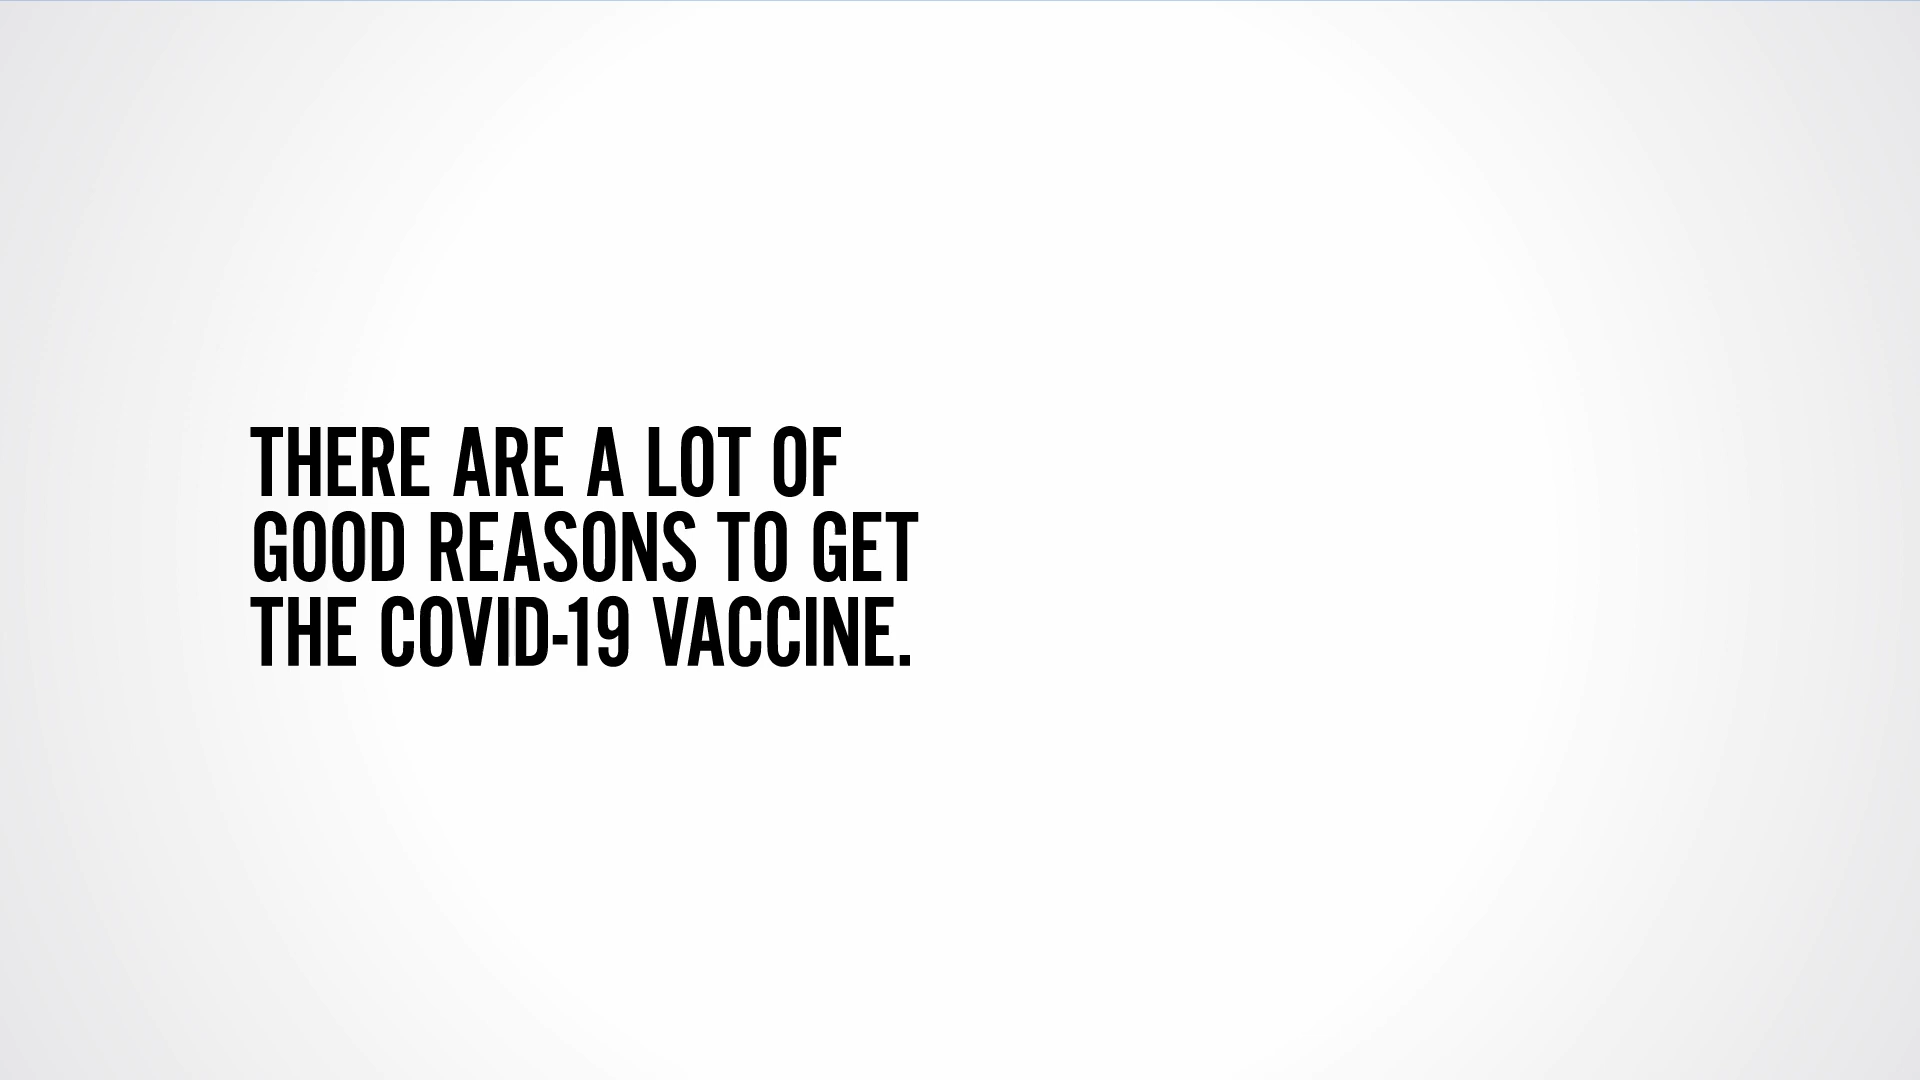 THERE ARE A LOT OF
GOOD REASONS TO GET
THE COVID-19 VACCINE.